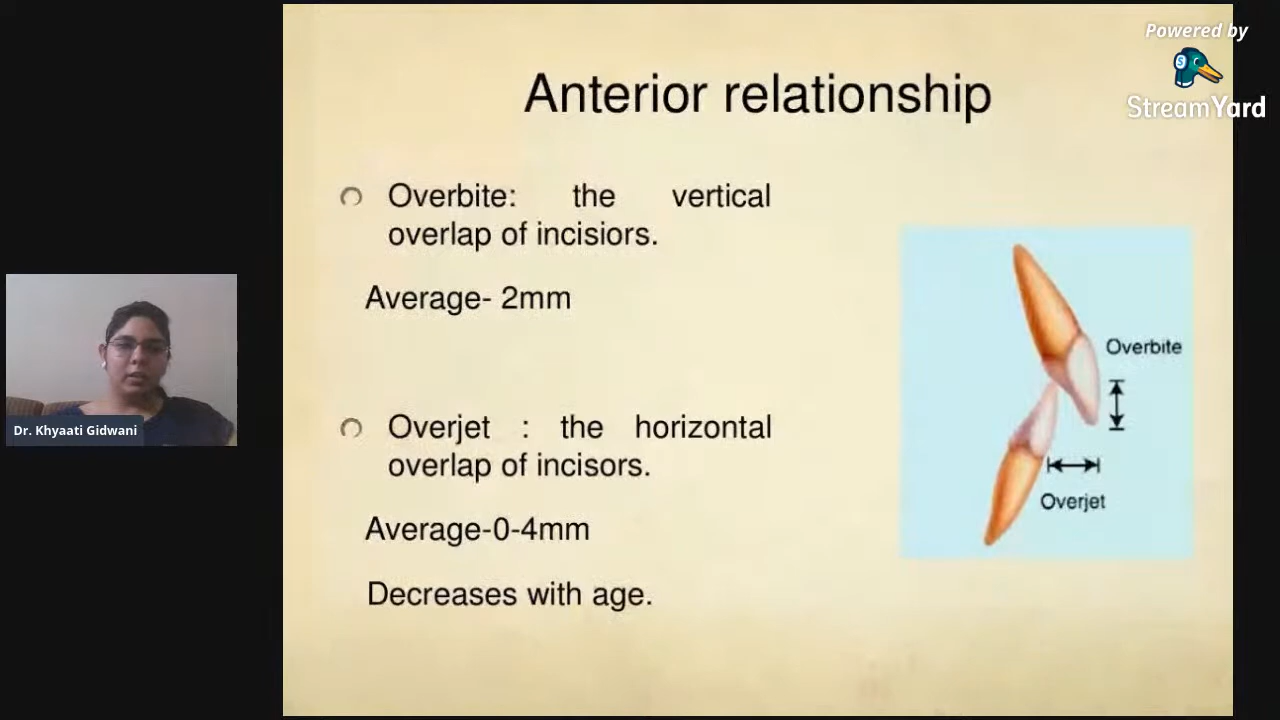 Powered by
StreamYard
Anterior relationship
Overbite: the vertical
overlap of incisiors.
Average- 2mm
Overjet : the horizontal
overlap of incisors.
Average-0-4mm
Decreases with age.
Overbite
Overjet
Dr. Khyaati Gidwani